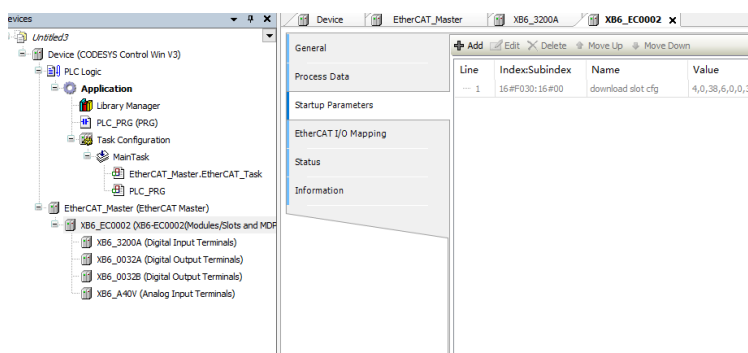 evices
Device
EtherCAT_Master
XB6_3200A
XB6_EC0002
Untitled3
Device (CODESYS Control Win V3)
PLC Logic
Application
Library Manager
PLC_PRG (PRG)
Task Configuration
MainTask
EtherCAT_Master.EtherCAT_Task
PLC_PRG
EtherCAT_Master (EtherCAT Master)
XB6_EC0002 (XB6-EC0002(Modules/Slots and MDP
XB6_3200A (Digital Input Terminals)
XB6_0032A (Digital Output Terminals)
XB6_0032B (Digital Output Terminals)
XB6_A40V (Analog Input Terminals)
General
Process Data
Startup Parameters
EtherCAT I/O Mapping
Status
Information
Add Edit Delete Move Up Move Down
Line Index:Subindex Name Value
1 16#F030:16#00 download slot cfg 4,0,38,6,0,0,3